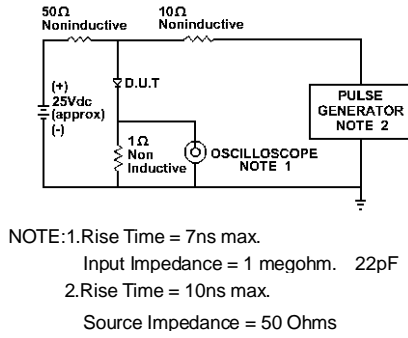 50Ω
Noninductive
10Ω
Noninductive
D.U.T
(+)
25Vdc
(approx)
(-)
PULSE
GENERATOR
NOTE 2
1Ω
Non
Inductive
OSCILLOSCOPE
NOTE 1
NOTE:1.Rise Time = 7ns max.
Input Impedance = 1 megohm. 22pF
2.Rise Time = 10ns max.
Source Impedance = 50 Ohms